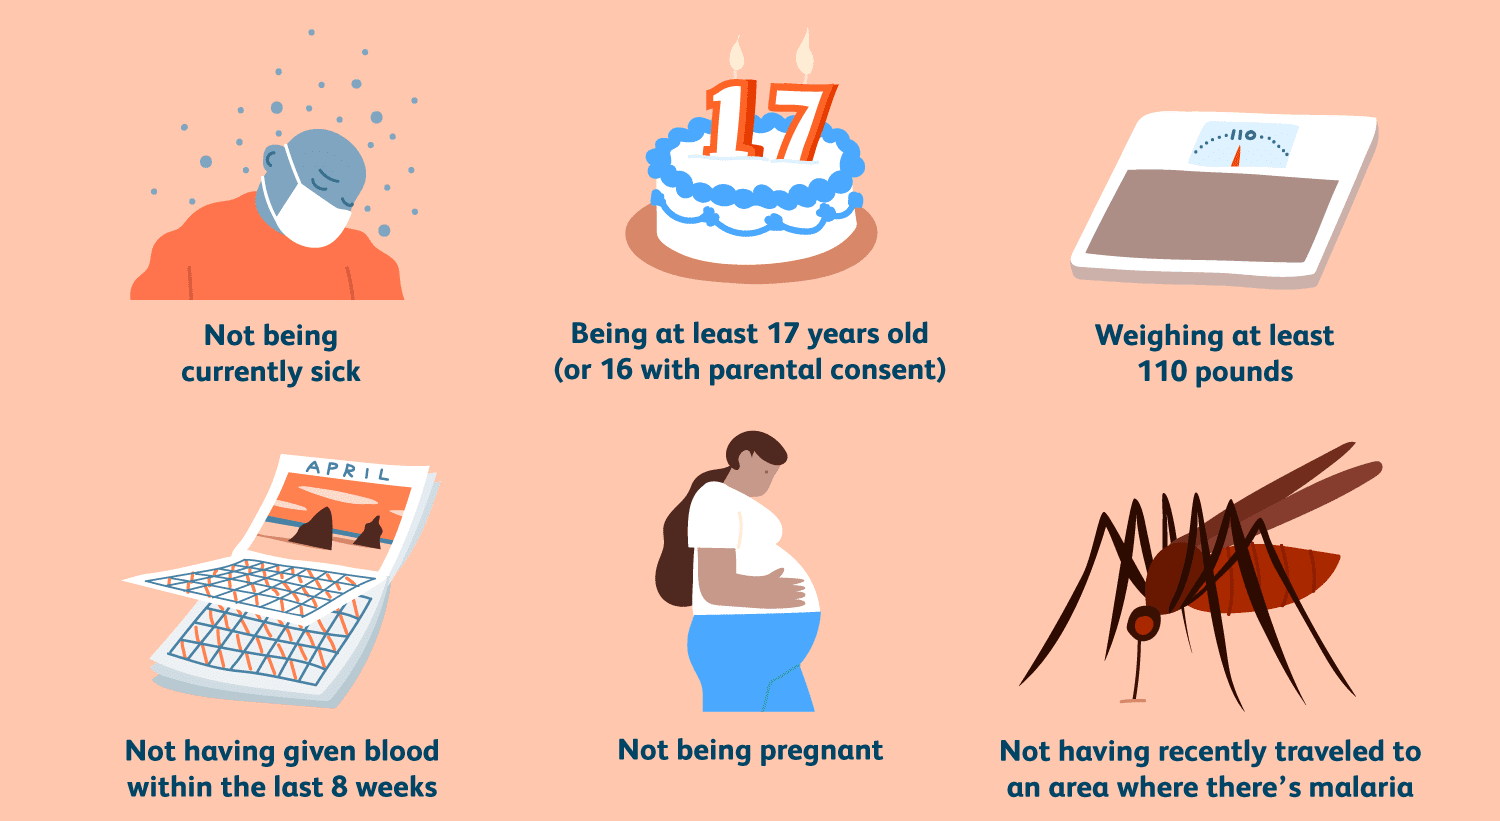 17
110
Not being
currently sick
Being at least 17 years old
(or 16 with parental consent)
Weighing at least
110 pounds
APRIL
Not having given blood
within the last 8 weeks
Not being pregnant
Not having recently traveled to
an area where there’s malaria